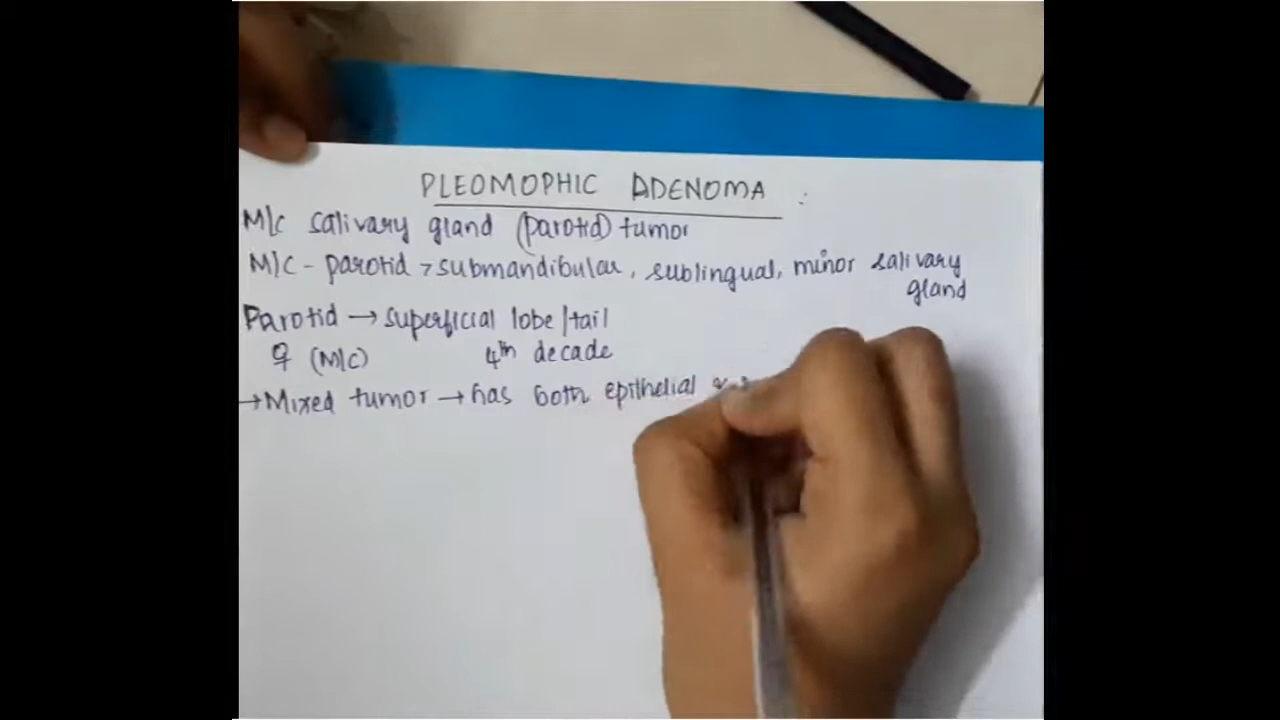 PLEOMOPHIC ADENOMA :
M/c salivary gland (parotid) tumor
M/C - parotid > submandibular, sublingual, minor salivary
gland
Parotid → superficial lobe/tail
♀ (M/C) 4th decade
→ Mixed tumor → has both epithelial &